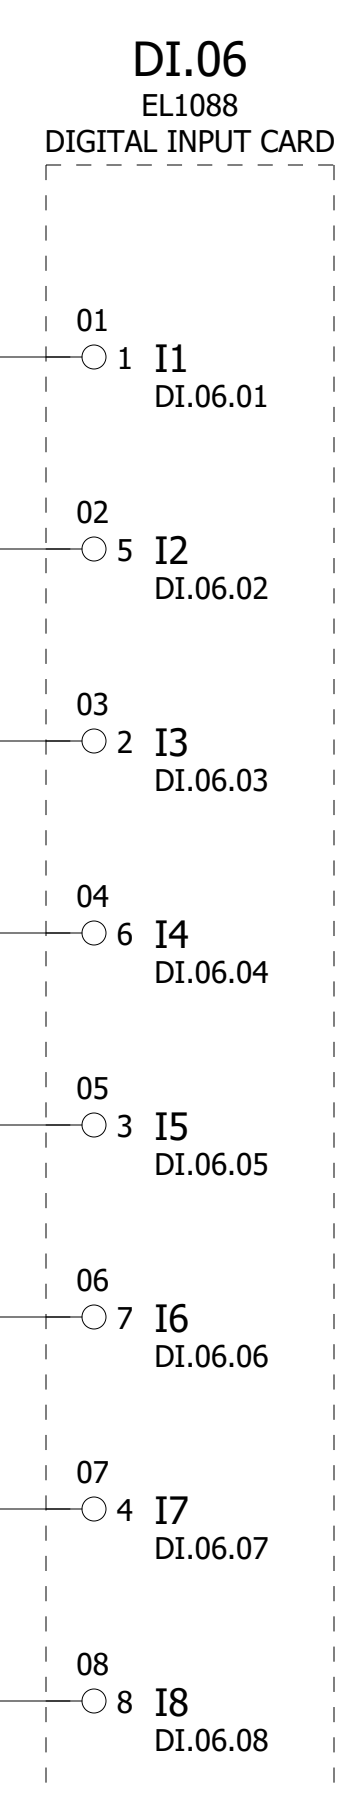 DI.06
EL1088
DIGITAL INPUT CARD
01
1 I1
DI.06.01
02
5 I2
DI.06.02
03
2 I3
DI.06.03
04
6 I4
DI.06.04
05
3 I5
DI.06.05
06
7 I6
DI.06.06
07
4 I7
DI.06.07
08
8 I8
DI.06.08